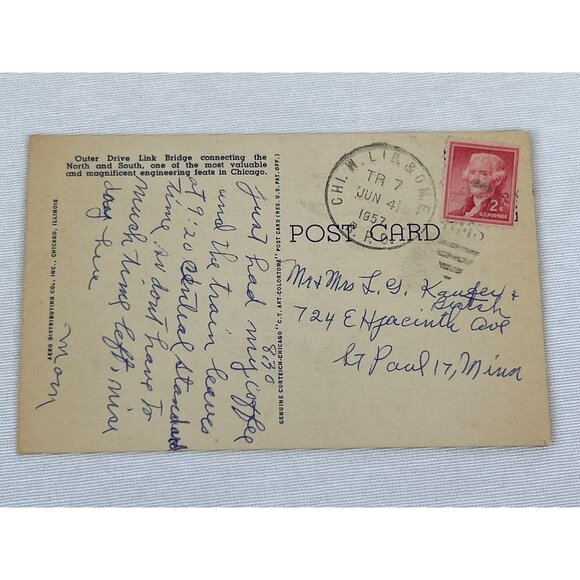 Outer Drive Link Bridge connecting the
North and South, one of the most valuable
and magnificent engineering feats in Chicago.
AERO DISTRIBUTING CO., INC., CHICAGO, ILLINOIS
Just had my coffee
8:30
and the train leaves
at 9:20 central standard
time, so dont have to
much time left, nice
day here
Mom
GENUINE CURTEICH-CHICAGO "C.T. ART-COLORTONE" POST CARD (REG. U.S. PAT. OFF.)
CHI. W. LIB. & OM
TR 7
JUN 4
1957
R.P.O.
2¢
U.S. POSTAGE
POST CARD
Mr & Mrs L. G. &
724 E Hyacinth Ave
St Paul 17, Minn